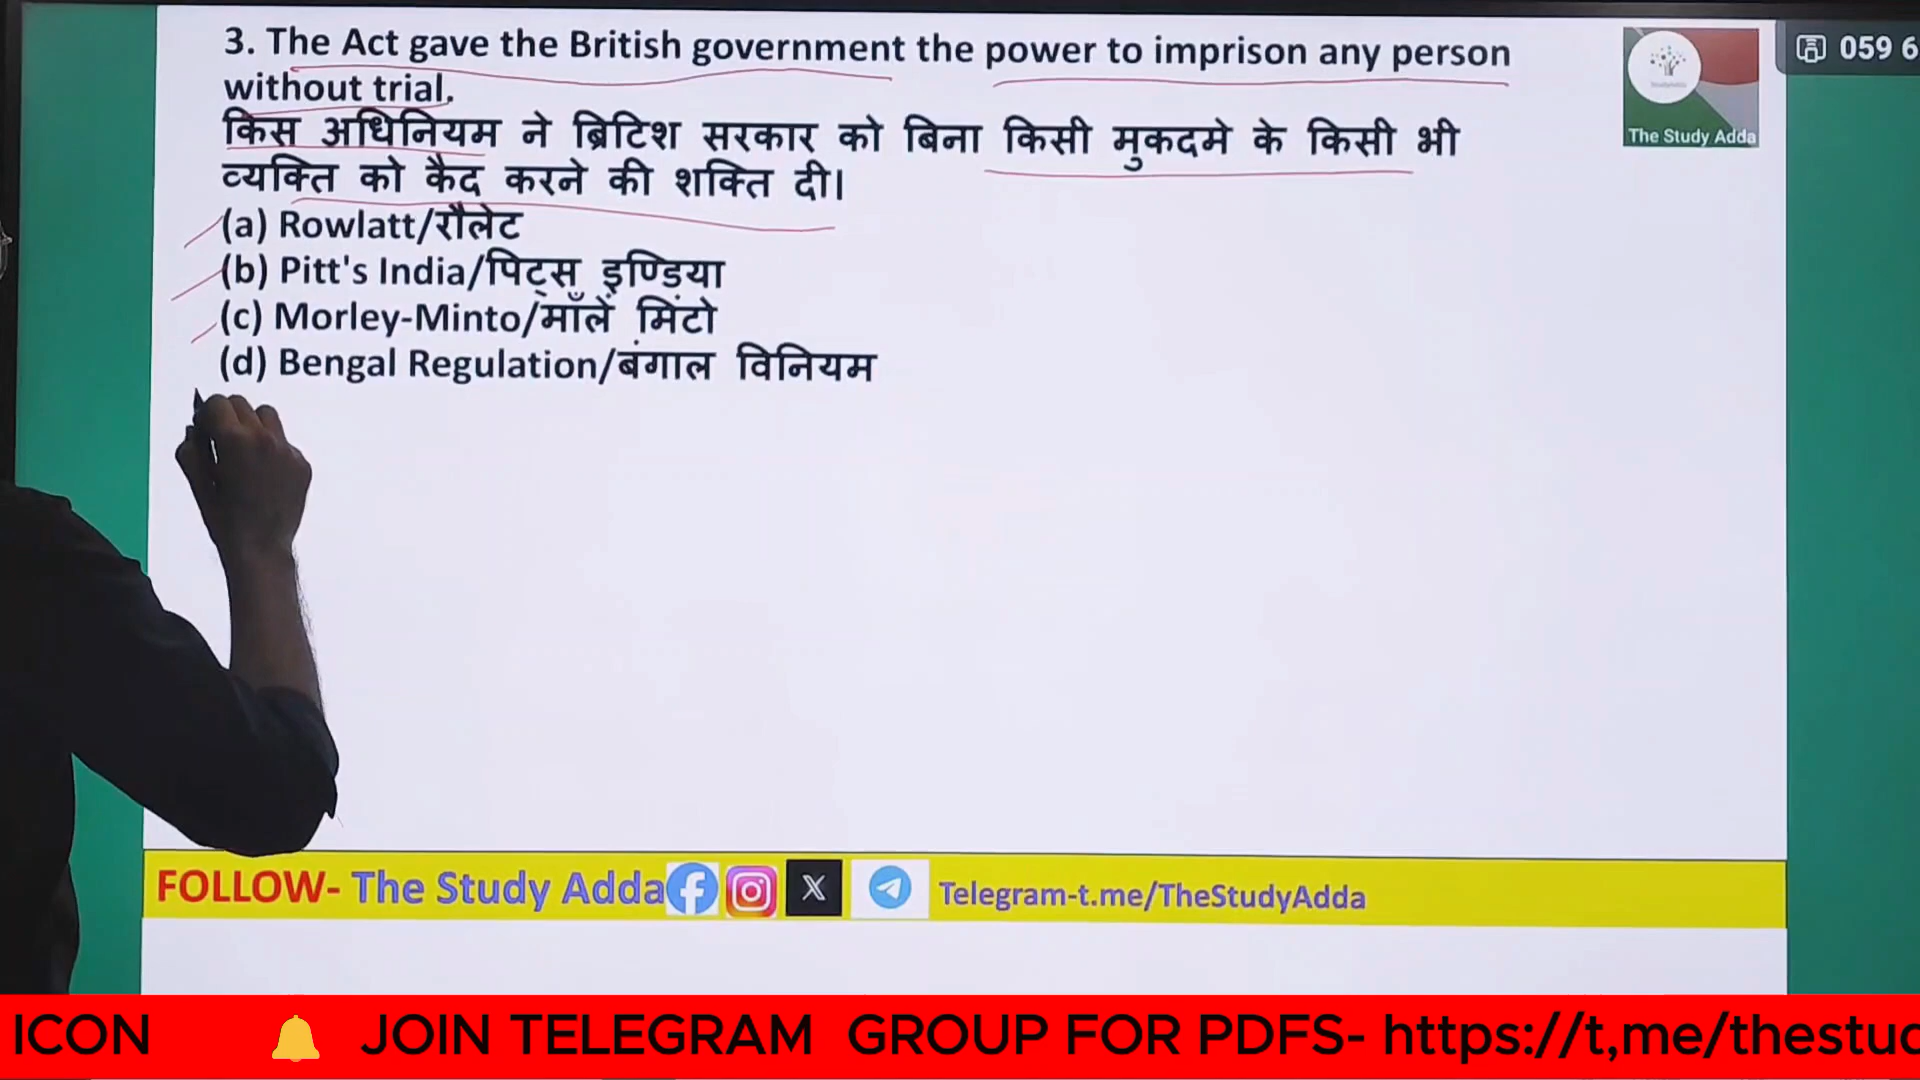 3. The Act gave the British government the power to imprison any person
without trial.
किस अधिनियम ने ब्रिटिश सरकार को बिना किसी मुकदमे के किसी भी
व्यक्ति को कैद करने की शक्ति दी।
(a) Rowlatt/रौलेट
(b) Pitt's India/पिट्स इण्डिया
(c) Morley-Minto/मॉर्ले मिंटो
(d) Bengal Regulation/बंगाल विनियम
The Study Adda
059 6
FOLLOW- The Study Adda
Telegram-t.me/TheStudyAdda
ICON JOIN TELEGRAM GROUP FOR PDFS- https://t,me/thestud